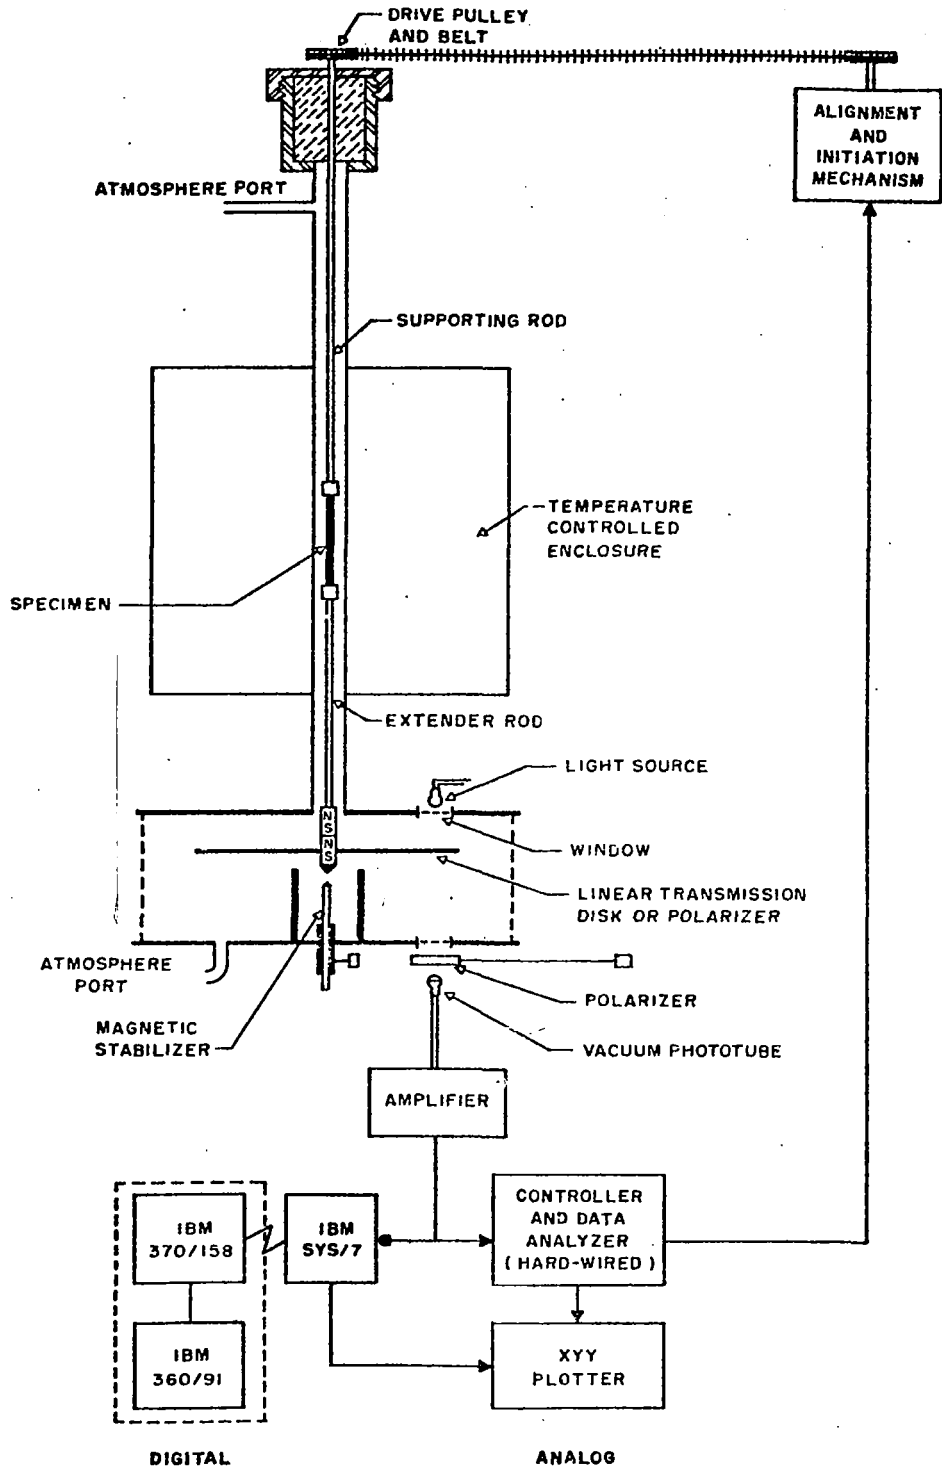 DRIVE PULLEY
AND BELT
ALIGNMENT
AND
INITIATION
MECHANISM
ATMOSPHERE PORT
SUPPORTING ROD
TEMPERATURE
CONTROLLED
ENCLOSURE
SPECIMEN
EXTENDER ROD
LIGHT SOURCE
N
S
N
S
WINDOW
LINEAR TRANSMISSION
DISK OR POLARIZER
ATMOSPHERE
PORT
POLARIZER
MAGNETIC
STABILIZER
VACUUM PHOTOTUBE
AMPLIFIER
IBM
370/158
IBM
SYS/7
CONTROLLER
AND DATA
ANALYZER
(HARD-WIRED)
IBM
360/91
XYY
PLOTTER
DIGITAL
ANALOG